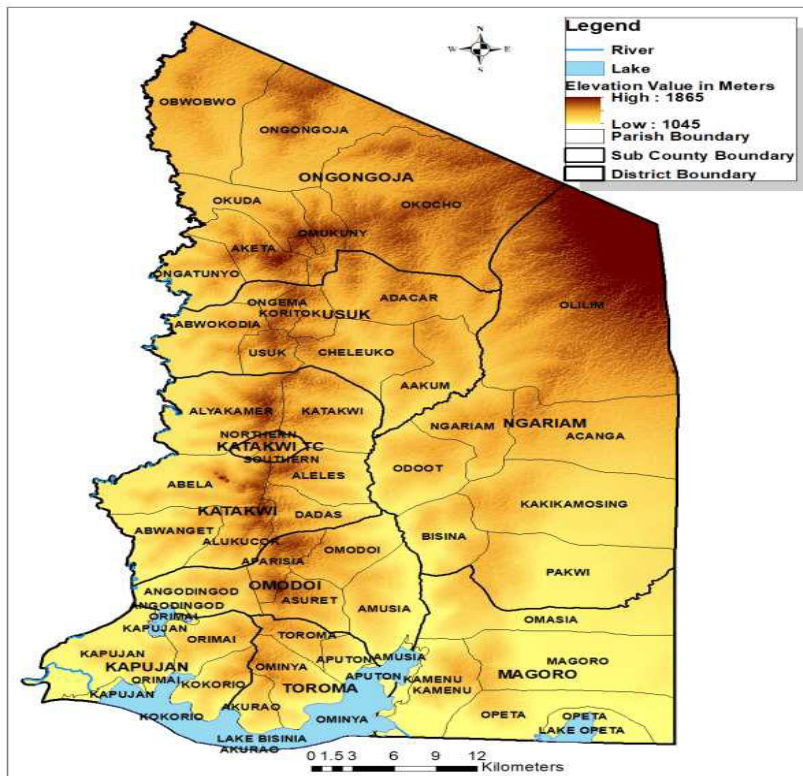 Legend
River
Lake
Elevation Value in Meters
High : 1865
Low : 1045
Parish Boundary
Sub County Boundary
District Boundary
N
W E
S
OBWOBWO
ONGONGOJA
ONGONGOJA
OKUDA
OKOCHO
OMUKUNY
AKETA
ONGATUNYO
ONGEMA
ADACAR
OLILIM
KORITOK
USUK
ABWOKODIA
USUK
CHELEUKO
AAKUM
ALYAKAMER
KATAKWI
NGARIAM
NGARIAM
ACANGA
NORTHERN
KATAKWI TC
SOUTHERN
ODOOT
ABELA
ALELES
KATAKWI
DADAS
KAKIKAMOSING
ABWANGET
ALUKUCOK
BISINA
APARISIA
OMODOI
PAKWI
ANGODINGOD
OMODOI
ASURET
ANGODINGOD
AMUSIA
ORIMAI
OMASIA
KAPUJAN
ORIMAI
TOROMA
KAPUJAN
KAPUJAN
OMINYA
APUTON
AMUSIA
MAGORO
ORIMAI
KOKORIO
APUTON
KAMENU
MAGORO
KAPUJAN
TOROMA
KAMENU
AKURAO
KOKORIO
OMINYA
OPETA
OPETA
LAKE OPETA
LAKE BISINIA
AKURAO
0 1.5 3 6 9 12
Kilometers